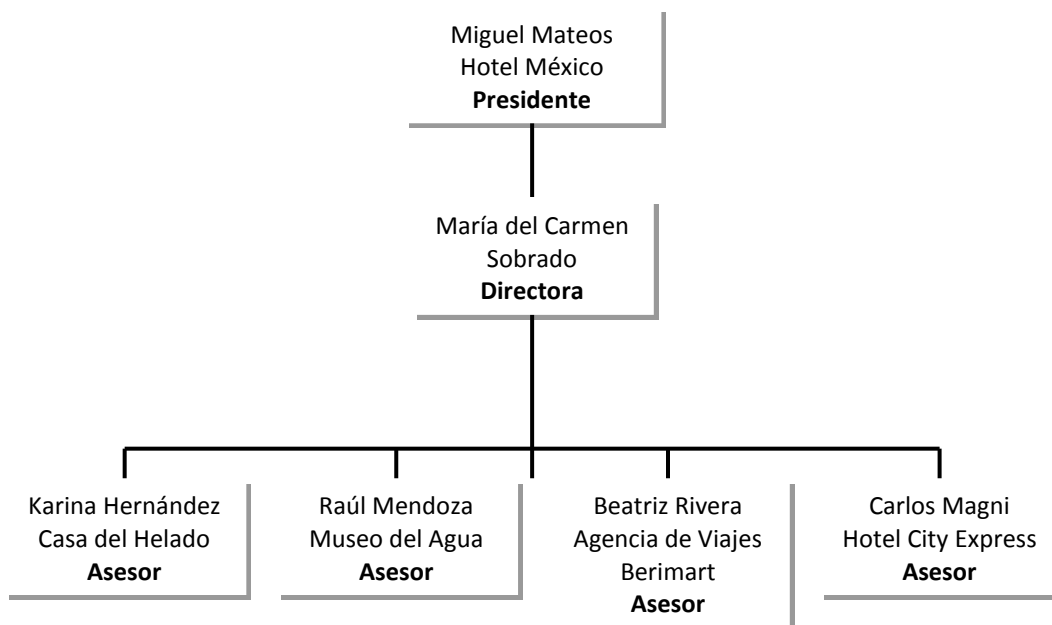 Miguel Mateos
Hotel México
Presidente
María del Carmen
Sobrado
Directora
Karina Hernández
Casa del Helado
Asesor
Raúl Mendoza
Museo del Agua
Asesor
Beatriz Rivera
Agencia de Viajes
Berimart
Asesor
Carlos Magni
Hotel City Express
Asesor